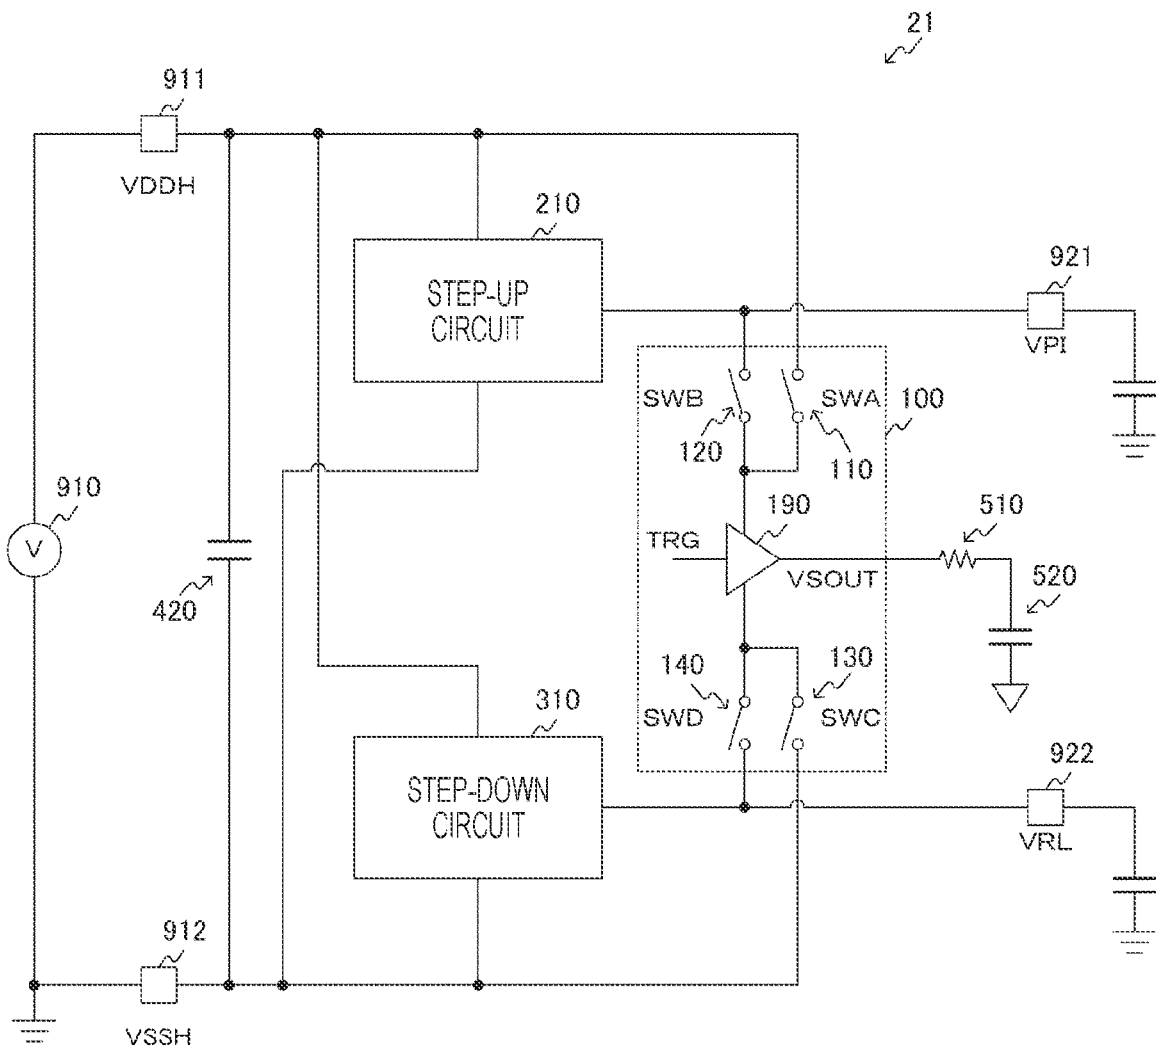 21
911
VDDH
210
STEP-UP
CIRCUIT
921
VPI
SWB
SWA
100
120
110
910
V
190
510
TRG
VSOUT
420
520
140
130
310
SWD
SWC
STEP-DOWN
CIRCUIT
922
VRL
912
VSSH